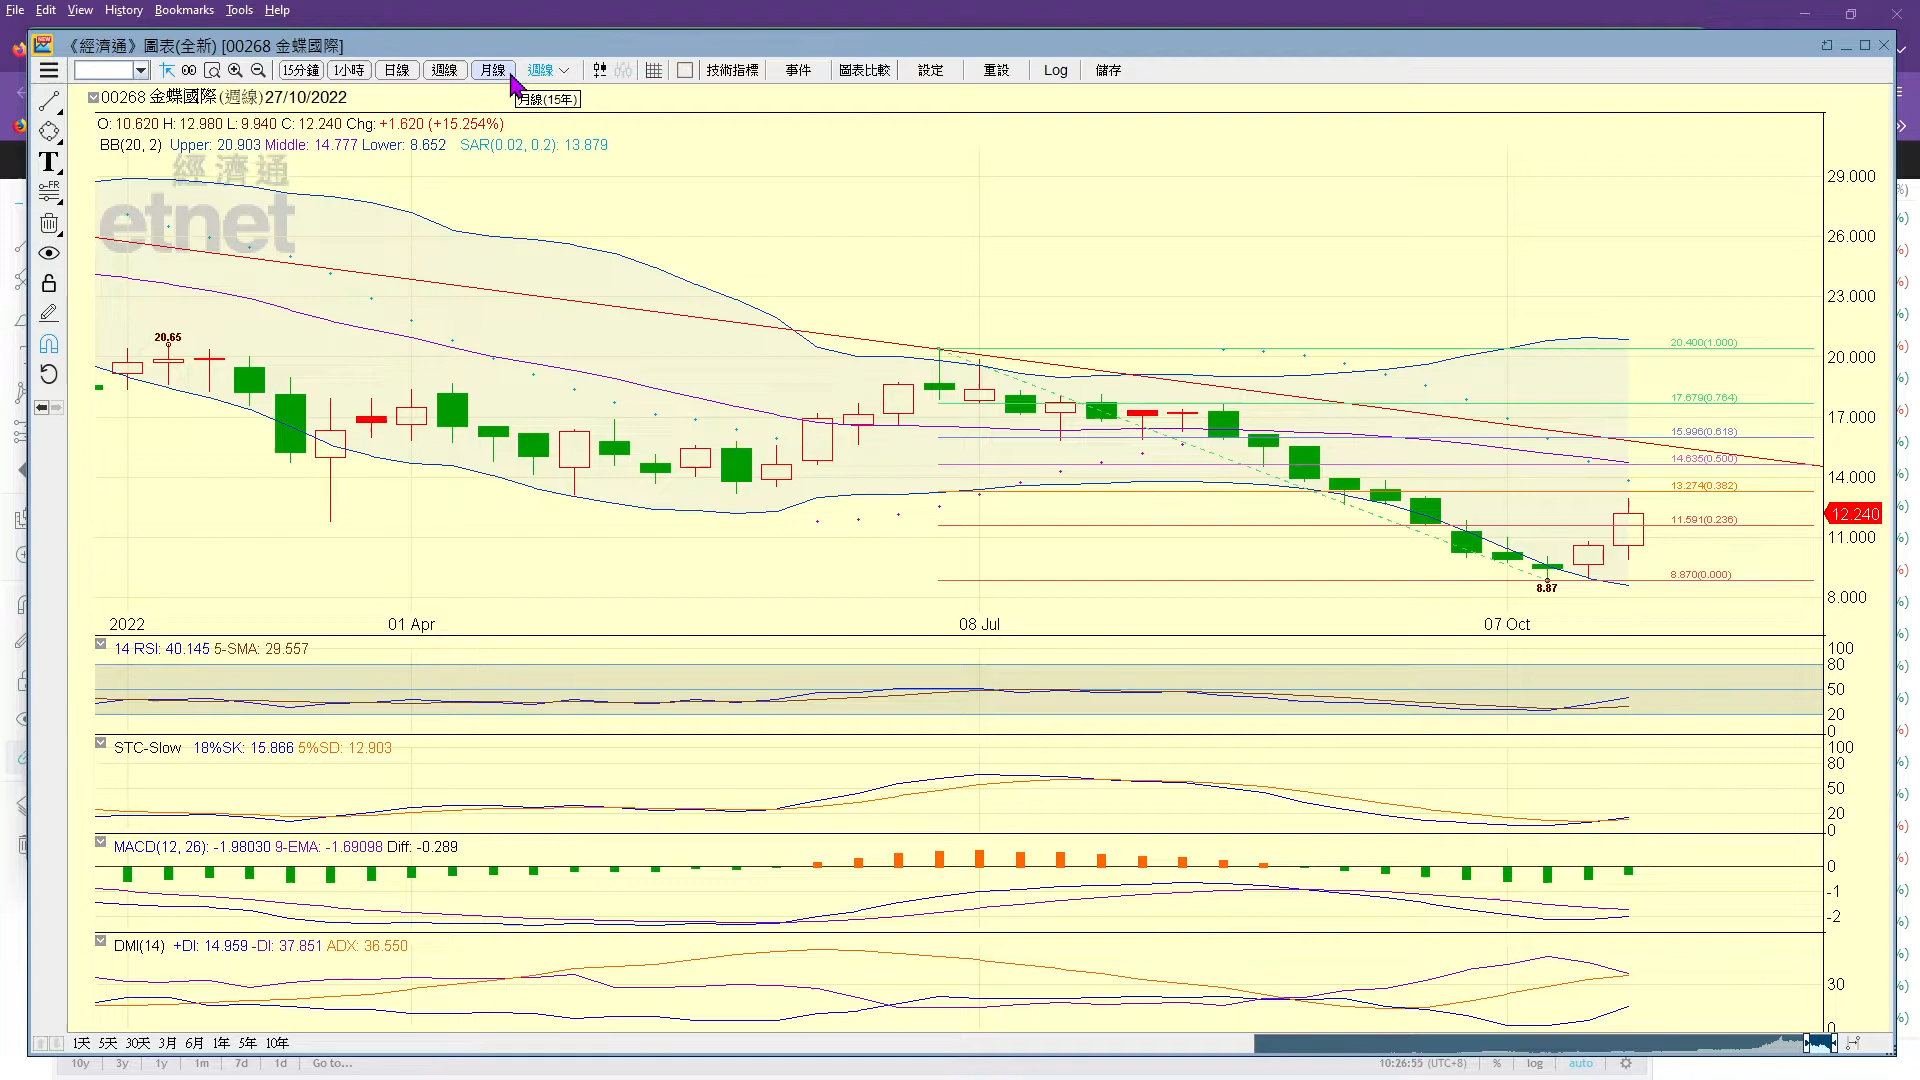 File Edit View History Bookmarks Tools Help
《經濟通》圖表(全新) [00268 金蝶國際]
15分鐘 1小時 日線 週線 月線 週線 技術指標 事件 圖表比較 設定 重設 Log 儲存
月線(15年)
00268 金蝶國際(週線)27/10/2022
O: 10.620 H: 12.980 L: 9.940 C: 12.240 Chg: +1.620 (+15.254%)
BB(20, 2) Upper: 20.903 Middle: 14.777 Lower: 8.652 SAR(0.02, 0.2): 13.879
經濟通
etnet
29.000
26.000
23.000
20.65
20.400(1.000)
20.000
17.679(0.764)
17.000
15.996(0.618)
14.635(0.500)
14.000
13.274(0.382)
12.240
11.591(0.236)
11.000
8.870(0.000)
8.87
8.000
2022 01 Apr 08 Jul 07 Oct
14 RSI: 40.145 5-SMA: 29.557
100
80
50
20
0
STC-Slow 18%SK: 15.866 5%SD: 12.903
100
80
50
20
0
MACD(12, 26): -1.98030 9-EMA: -1.69098 Diff: -0.289
0
-1
-2
DMI(14) +DI: 14.959 -DI: 37.851 ADX: 36.550
30
0
1天 5天 30天 3月 6月 1年 5年 10年
10y 3y 1y 1m 7d 1d Go to... 10:26:55 (UTC+8) % log auto